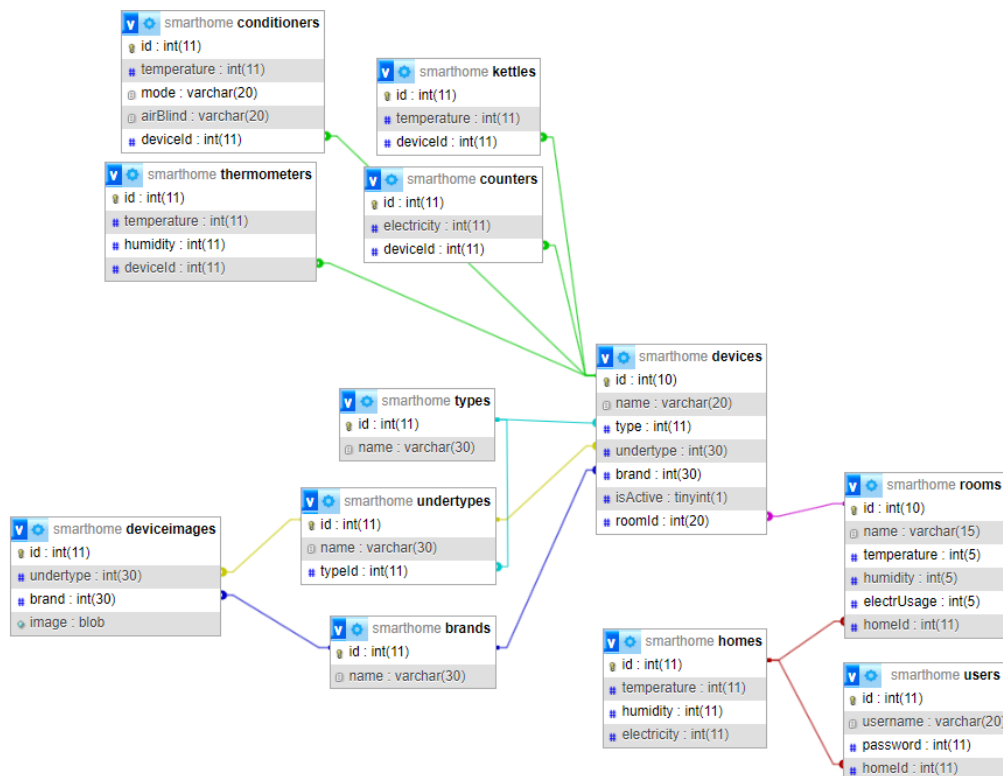 smarthome conditioners
id : int(11)
temperature : int(11)
mode : varchar(20)
airBlind : varchar(20)
deviceId : int(11)
smarthome kettles
id : int(11)
temperature : int(11)
deviceId : int(11)
smarthome thermometers
id : int(11)
temperature : int(11)
humidity : int(11)
deviceId : int(11)
smarthome counters
id : int(11)
electricity : int(11)
deviceId : int(11)
smarthome devices
id : int(10)
name : varchar(20)
type : int(11)
undertype : int(30)
brand : int(30)
isActive : tinyint(1)
roomId : int(20)
smarthome types
id : int(11)
name : varchar(30)
smarthome undertypes
id : int(11)
name : varchar(30)
typeId : int(11)
smarthome deviceimages
id : int(11)
undertype : int(30)
brand : int(30)
image : blob
smarthome brands
id : int(11)
name : varchar(30)
smarthome rooms
id : int(10)
name : varchar(15)
temperature : int(5)
humidity : int(5)
electrUsage : int(5)
homeId : int(11)
smarthome homes
id : int(11)
temperature : int(11)
humidity : int(11)
electricity : int(11)
smarthome users
id : int(11)
username : varchar(20)
password : int(11)
homeId : int(11)